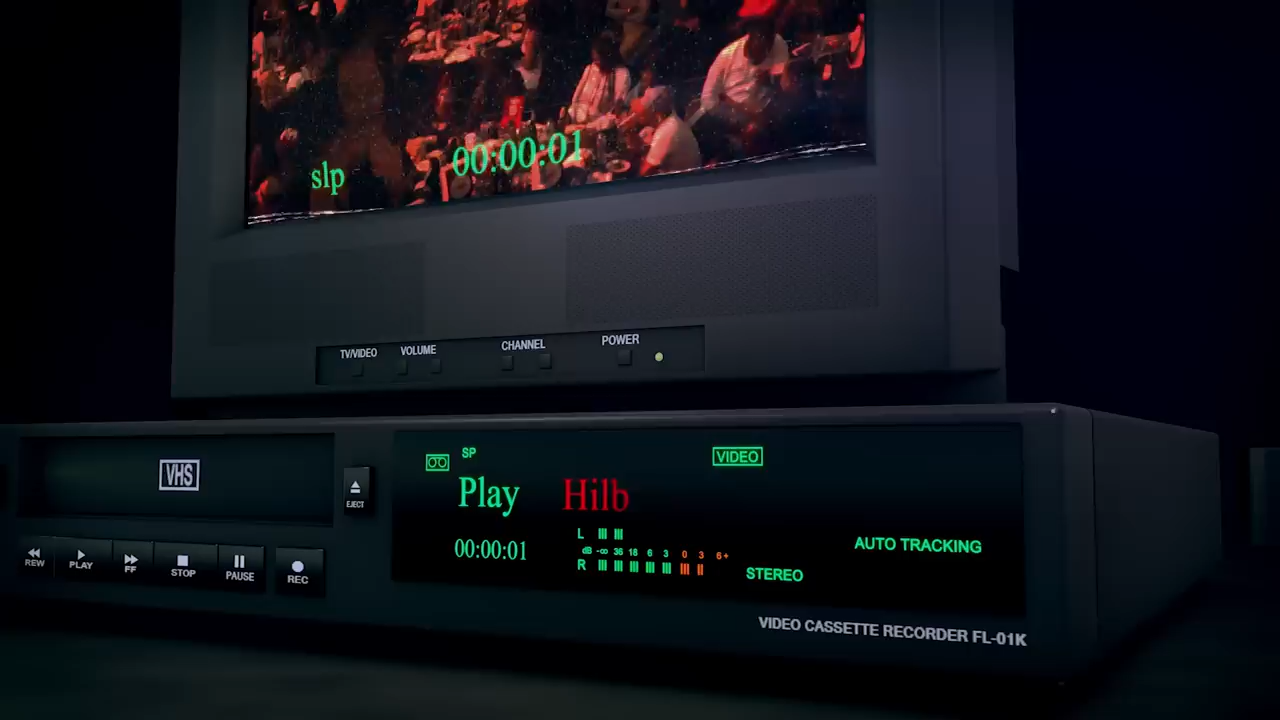 slp 00:00:01
TV/VIDEO VOLUME CHANNEL POWER
VHS
EJECT
REW PLAY FF STOP PAUSE REC
SP VIDEO
Play Hilb
00:00:01
L
dB -∞ 36 18 6 3 0 3 6+
R
AUTO TRACKING
STEREO
VIDEO CASSETTE RECORDER FL-01K